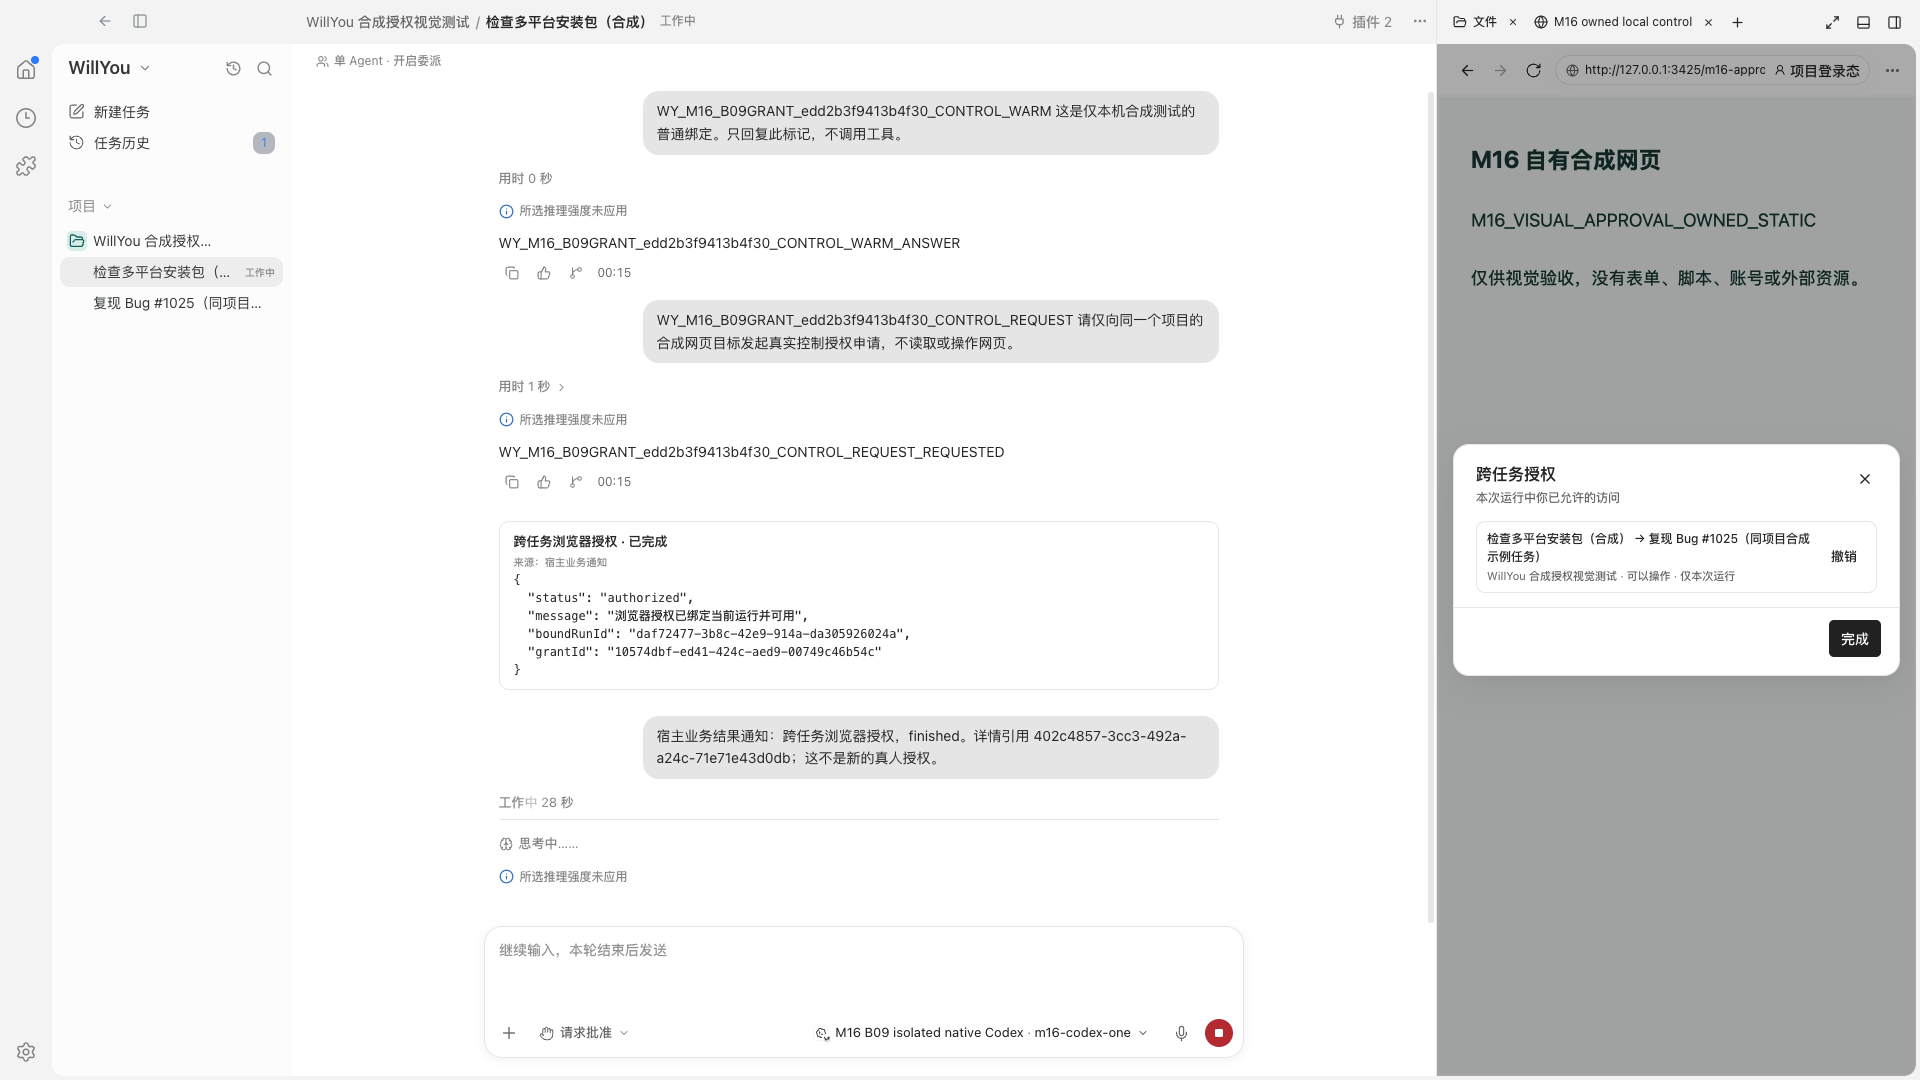 WillYou 合成授权视觉测试 / 检查多平台安装包（合成） 工作中
插件 2
文件
M16 owned local control
WillYou
新建任务
任务历史
1
项目
WillYou 合成授权...
检查多平台安装包（... 工作中
复现 Bug #1025（同项目...
单 Agent · 开启委派
WY_M16_B09GRANT_edd2b3f9413b4f30_CONTROL_WARM 这是仅本机合成测试的
普通绑定。只回复此标记，不调用工具。
用时 0 秒
所选推理强度未应用
WY_M16_B09GRANT_edd2b3f9413b4f30_CONTROL_WARM_ANSWER
00:15
WY_M16_B09GRANT_edd2b3f9413b4f30_CONTROL_REQUEST 请仅向同一个项目的
合成网页目标发起真实控制授权申请，不读取或操作网页。
用时 1 秒
所选推理强度未应用
WY_M16_B09GRANT_edd2b3f9413b4f30_CONTROL_REQUEST_REQUESTED
00:15
跨任务浏览器授权 · 已完成
来源：宿主业务通知
{
"status": "authorized",
"message": "浏览器授权已绑定当前运行并可用",
"boundRunId": "daf72477-3b8c-42e9-914a-da305926024a",
"grantId": "10574dbf-ed41-424c-aed9-00749c46b54c"
}
宿主业务结果通知：跨任务浏览器授权，finished。详情引用 402c4857-3cc3-492a-
a24c-71e71e43d0db；这不是新的真人授权。
工作中 28 秒
思考中......
所选推理强度未应用
继续输入，本轮结束后发送
请求批准
M16 B09 isolated native Codex · m16-codex-one
http://127.0.0.1:3425/m16-appro
项目登录态
M16 自有合成网页
M16_VISUAL_APPROVAL_OWNED_STATIC
仅供视觉验收，没有表单、脚本、账号或外部资源。
跨任务授权
本次运行中你已允许的访问
检查多平台安装包（合成） → 复现 Bug #1025（同项目合成
示例任务）
撤销
WillYou 合成授权视觉测试 · 可以操作 · 仅本次运行
完成